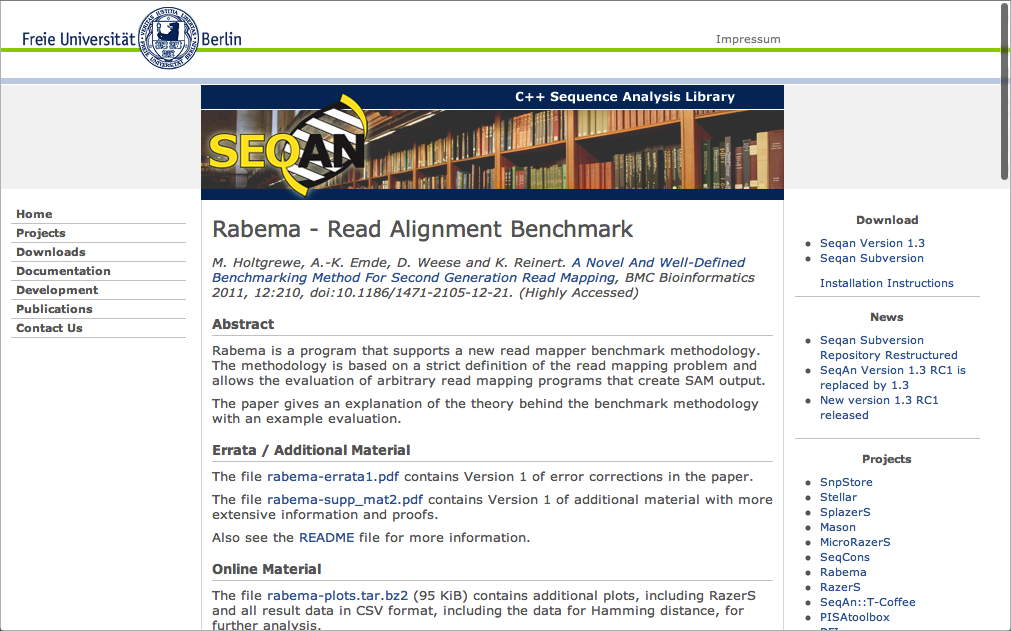 Freie Universität Berlin
Impressum
C++ Sequence Analysis Library
SEQAN
Home
Projects
Downloads
Documentation
Development
Publications
Contact Us
Rabema - Read Alignment Benchmark
M. Holtgrewe, A.-K. Emde, D. Weese and K. Reinert. A Novel And Well-Defined
Benchmarking Method For Second Generation Read Mapping, BMC Bioinformatics
2011, 12:210, doi:10.1186/1471-2105-12-21. (Highly Accessed)
Abstract
Rabema is a program that supports a new read mapper benchmark methodology.
The methodology is based on a strict definition of the read mapping problem and
allows the evaluation of arbitrary read mapping programs that create SAM output.
The paper gives an explanation of the theory behind the benchmark methodology
with an example evaluation.
Errata / Additional Material
The file rabema-errata1.pdf contains Version 1 of error corrections in the paper.
The file rabema-supp_mat2.pdf contains Version 1 of additional material with more
extensive information and proofs.
Also see the README file for more information.
Online Material
The file rabema-plots.tar.bz2 (95 KiB) contains additional plots, including RazerS
and all result data in CSV format, including the data for Hamming distance, for
further analysis.
Download
Seqan Version 1.3
Seqan Subversion
Installation Instructions
News
Seqan Subversion
Repository Restructured
SeqAn Version 1.3 RC1 is
replaced by 1.3
New version 1.3 RC1
released
Projects
SnpStore
Stellar
SplazerS
Mason
MicroRazerS
SeqCons
Rabema
RazerS
SeqAn::T-Coffee
PISAtoolbox